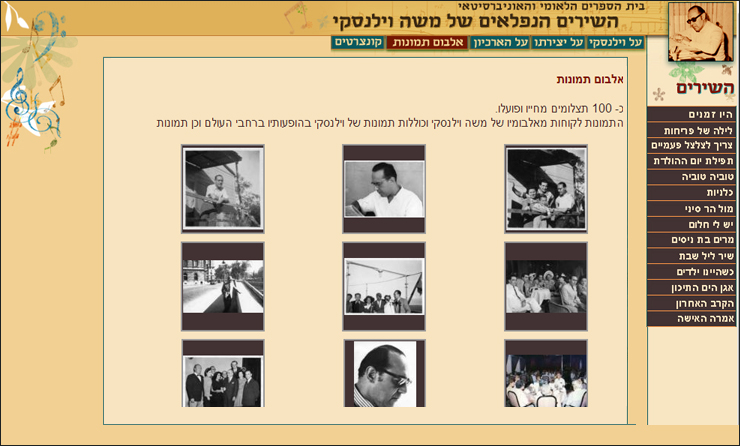 בית הספרים הלאומי והאוניברסיטאי
השירים הנפלאים של משה וילנסקי
על וילנסקי
על יצירתו
על הארכיון
אלבום תמונות
קונצרטים
השירים
היו זמנים
לילה של פריחות
צריך לצלצל פעמיים
תפילת יום ההולדת
טוביה טוביה
כלניות
מול הר סיני
יש לי חלום
מרים בת ניסים
שיר ליל שבת
כשהיינו ילדים
אגן הים התיכון
הקרב האחרון
אמרה האישה
אלבום תמונות
כ- 100 תצלומים מחייו ופועלו.
התמונות לקוחות מאלבומיו של משה וילנסקי וכוללות תמונות של וילנסקי בהופעותיו ברחבי העולם וכן תמונות